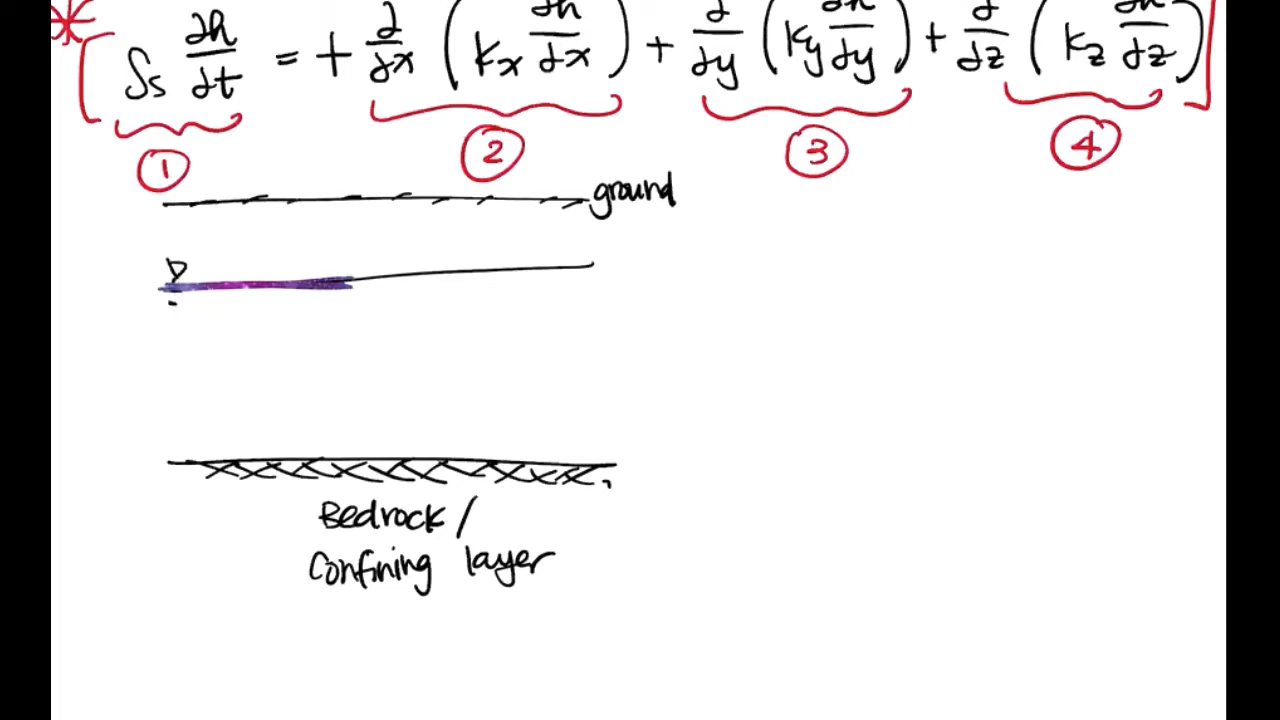 * [ Ss ∂h/∂t = + ∂/∂x ( Kx ∂h/∂x ) + ∂/∂y ( Ky ∂h/∂y ) + ∂/∂z ( Kz ∂h/∂z ) ]
① ② ③ ④
ground
Bedrock /
Confining layer